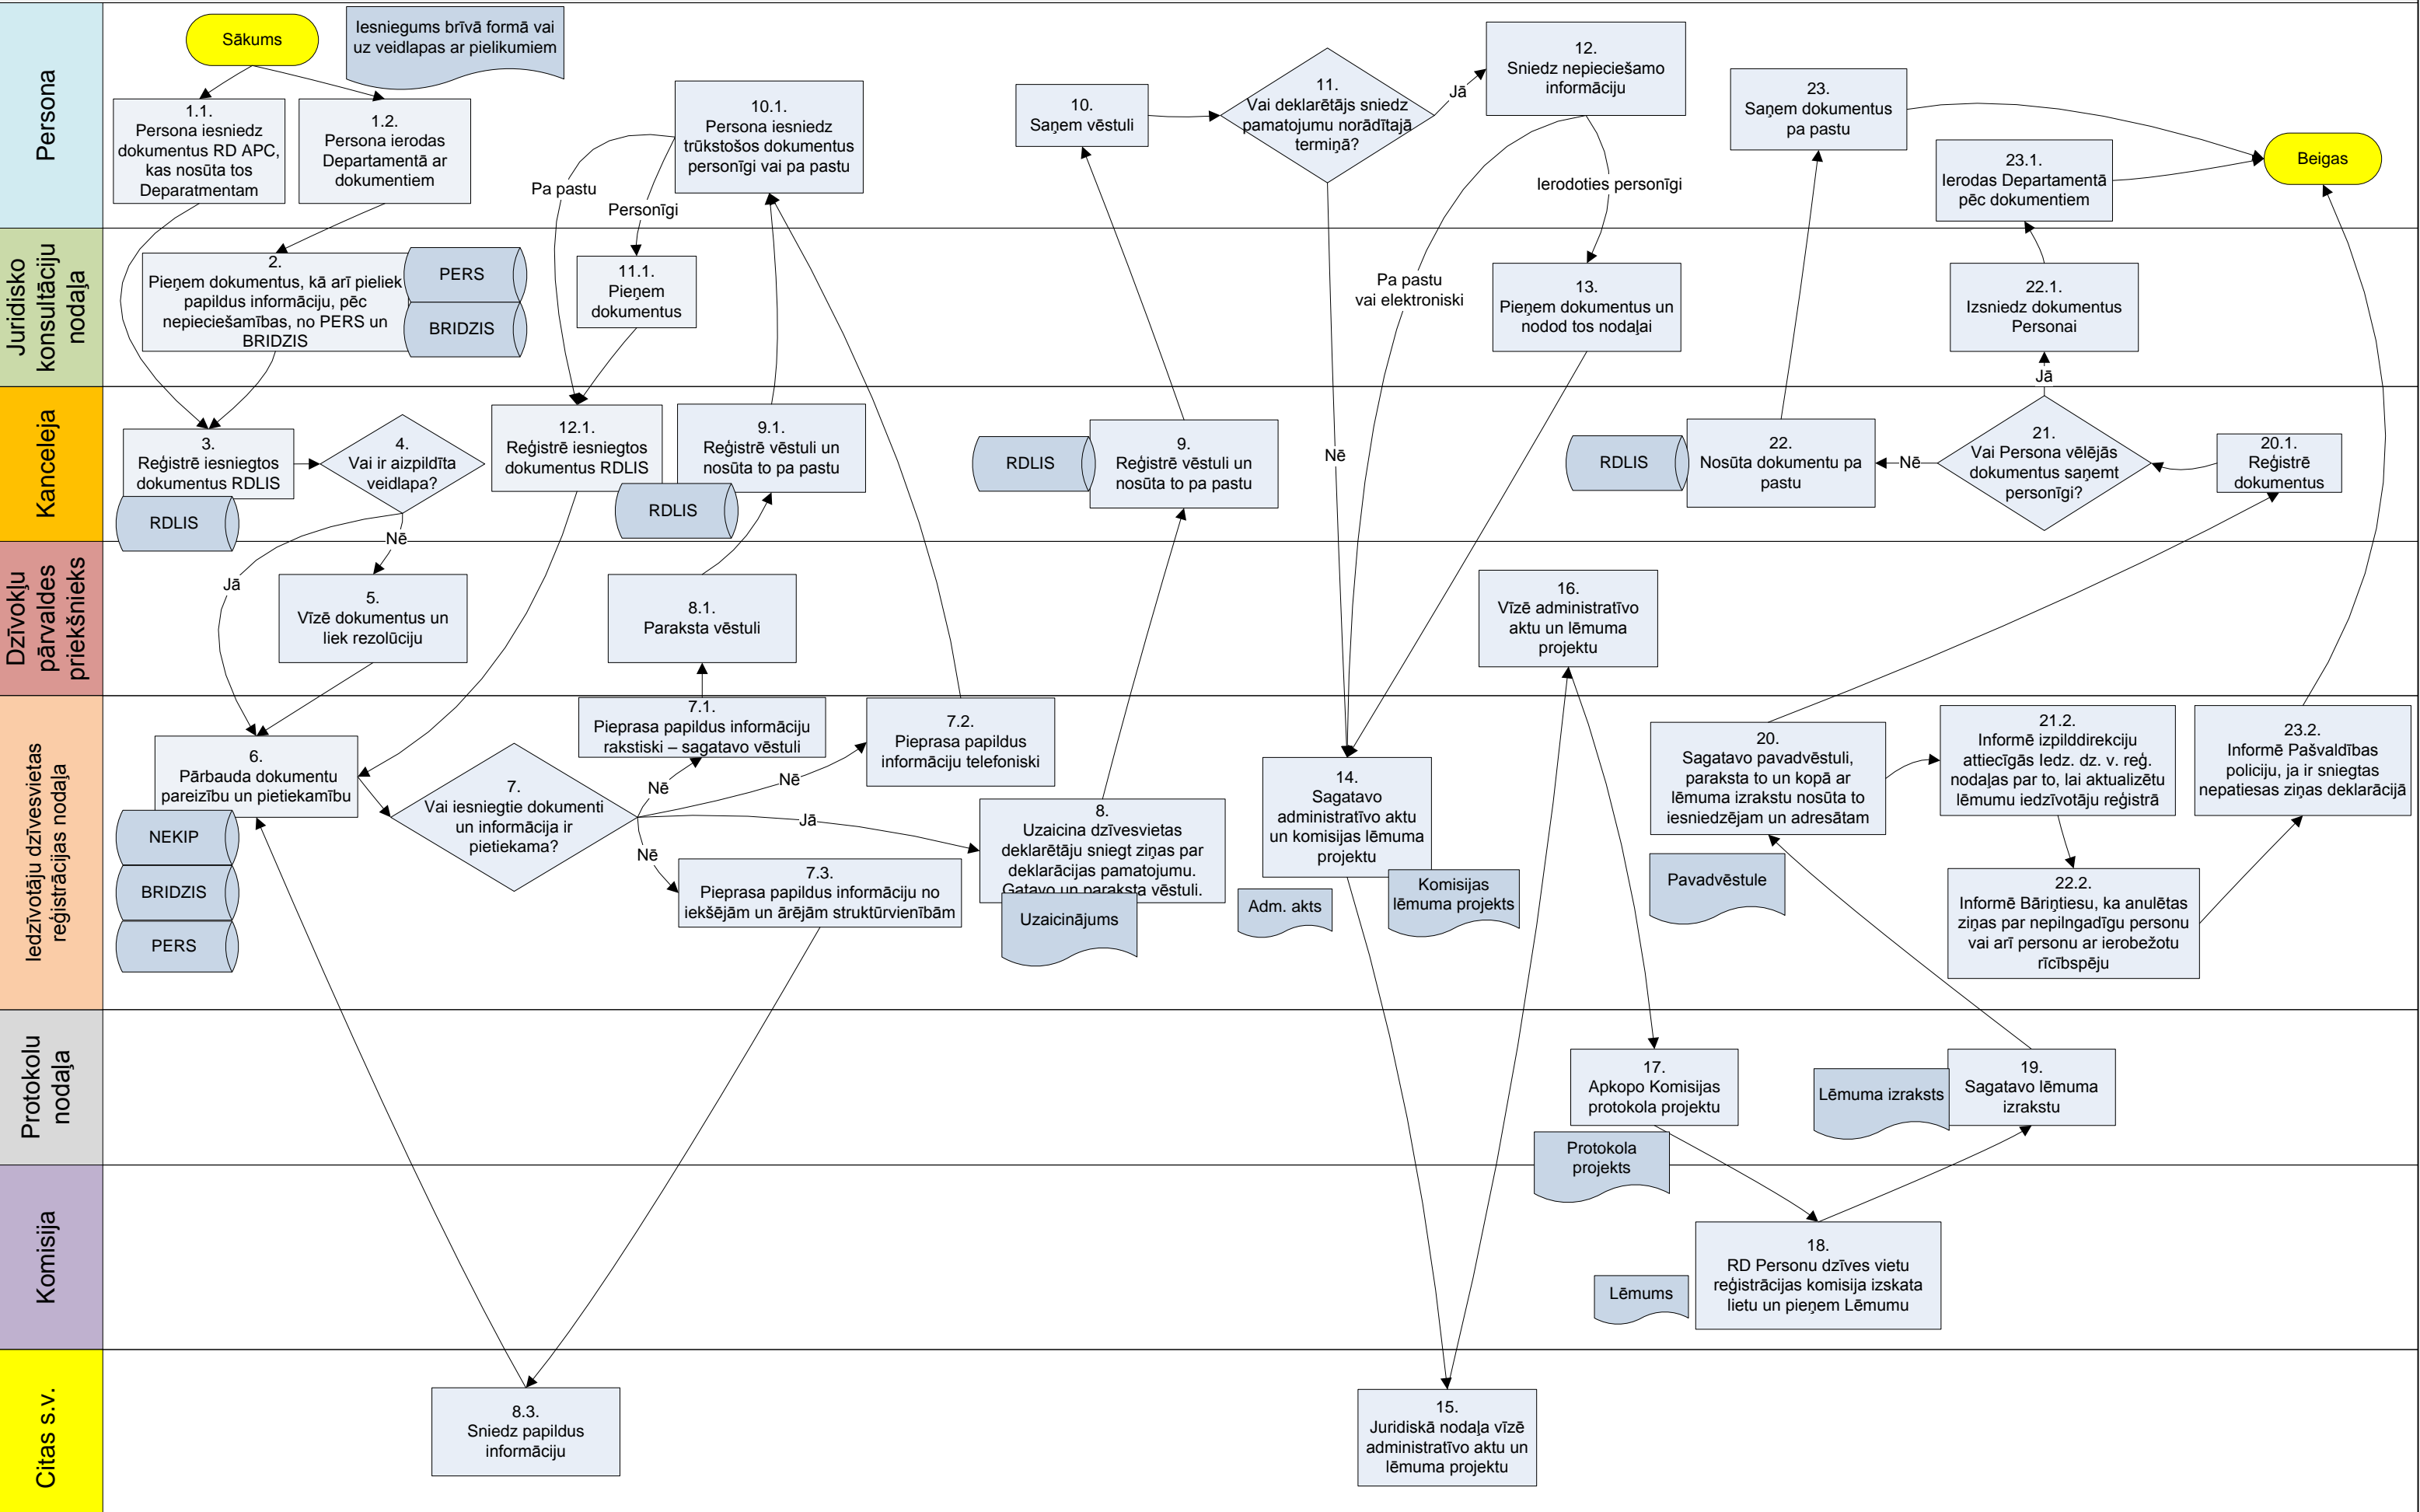 Persona
Sākums
Iesniegums brīvā formā vai
uz veidlapas ar pielikumiem
1.1.
Persona iesniedz
dokumentus RD APC,
kas nosūta tos
Deparatmentam
1.2.
Persona ierodas
Departamentā ar
dokumentiem
10.1.
Persona iesniedz
trūkstošos dokumentus
personīgi vai pa pastu
Pa pastu
Personīgi
10.
Saņem vēstuli
11.
Vai deklarētājs sniedz
pamatojumu norādītajā
termiņā?
Jā
12.
Sniedz nepieciešamo
informāciju
Ierodoties personīgi
23.
Saņem dokumentus
pa pastu
23.1.
Ierodas Departamentā
pēc dokumentiem
Beigas
Juridisko
konsultāciju
nodaļa
2.
Pieņem dokumentus, kā arī pieliek
papildus informāciju, pēc
nepieciešamības, no PERS un
BRIDZIS
PERS
BRIDZIS
11.1.
Pieņem
dokumentus
Pa pastu
vai elektroniski
13.
Pieņem dokumentus un
nodod tos nodaļai
22.1.
Izsniedz dokumentus
Personai
Jā
Kanceleja
3.
Reģistrē iesniegtos
dokumentus RDLIS
RDLIS
4.
Vai ir aizpildīta
veidlapa?
Nē
12.1.
Reģistrē iesniegtos
dokumentus RDLIS
RDLIS
9.1.
Reģistrē vēstuli un
nosūta to pa pastu
RDLIS
9.
Reģistrē vēstuli un
nosūta to pa pastu
Nē
RDLIS
22.
Nosūta dokumentu pa
pastu
Nē
21.
Vai Persona vēlējās
dokumentus saņemt
personīgi?
20.1.
Reģistrē
dokumentus
Dzīvokļu
pārvaldes
priekšnieks
Jā
5.
Vīzē dokumentus un
liek rezolūciju
8.1.
Paraksta vēstuli
16.
Vīzē administratīvo
aktu un lēmuma
projektu
Iedzīvotāju dzīvesvietas
reģistrācijas nodaļa
6.
Pārbauda dokumentu
pareizību un pietiekamību
NEKIP
BRIDZIS
PERS
7.
Vai iesniegtie dokumenti
un informācija ir
pietiekama?
Nē
Nē
Jā
Nē
7.1.
Pieprasa papildus informāciju
rakstiski – sagatavo vēstuli
7.2.
Pieprasa papildus
informāciju telefoniski
7.3.
Pieprasa papildus informāciju no
iekšējām un ārējām struktūrvienībām
8.
Uzaicina dzīvesvietas
deklarētāju sniegt ziņas par
deklarācijas pamatojumu.
Gatavo un paraksta vēstuli.
Uzaicinājums
14.
Sagatavo
administratīvo aktu
un komisijas lēmuma
projektu
Adm. akts
Komisijas
lēmuma projekts
20.
Sagatavo pavadvēstuli,
paraksta to un kopā ar
lēmuma izrakstu nosūta to
iesniedzējam un adresātam
Pavadvēstule
21.2.
Informē izpilddirekciju
attiecīgās Iedz. dz. v. reģ.
nodaļas par to, lai aktualizētu
lēmumu iedzīvotāju reģistrā
22.2.
Informē Bāriņtiesu, ka anulētas
ziņas par nepilngadīgu personu
vai arī personu ar ierobežotu
rīcībspēju
23.2.
Informē Pašvaldības
policiju, ja ir sniegtas
nepatiesas ziņas deklarācijā
Protokolu
nodaļa
17.
Apkopo Komisijas
protokola projektu
Protokola
projekts
Lēmuma izraksts
19.
Sagatavo lēmuma
izrakstu
Komisija
Lēmums
18.
RD Personu dzīves vietu
reģistrācijas komisija izskata
lietu un pieņem Lēmumu
Citas s.v.
8.3.
Sniedz papildus
informāciju
15.
Juridiskā nodaļa vīzē
administratīvo aktu un
lēmuma projektu